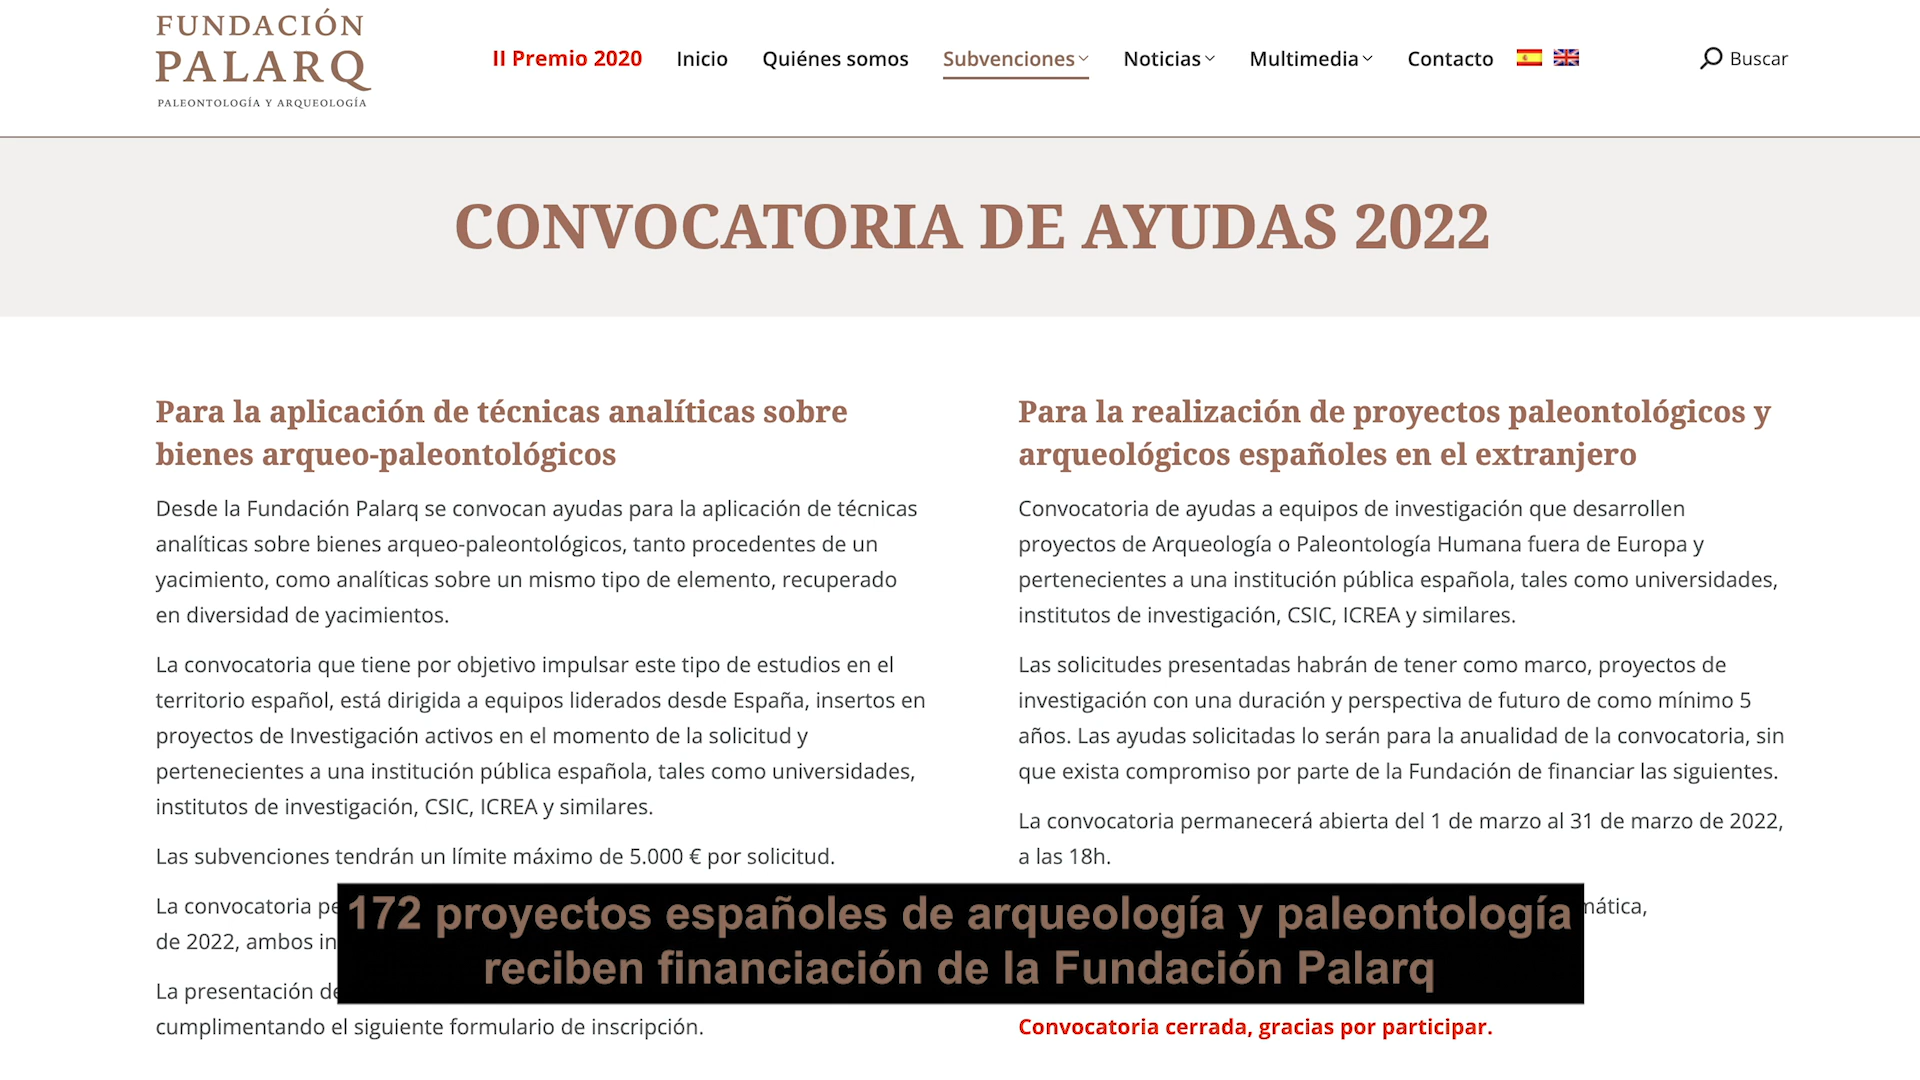 FUNDACIÓN
PALARQ
PALEONTOLOGÍA Y ARQUEOLOGÍA
II Premio 2020 Inicio Quiénes somos Subvenciones Noticias Multimedia Contacto Buscar
CONVOCATORIA DE AYUDAS 2022
Para la aplicación de técnicas analíticas sobre
bienes arqueo-paleontológicos
Desde la Fundación Palarq se convocan ayudas para la aplicación de técnicas
analíticas sobre bienes arqueo-paleontológicos, tanto procedentes de un
yacimiento, como analíticas sobre un mismo tipo de elemento, recuperado
en diversidad de yacimientos.
La convocatoria que tiene por objetivo impulsar este tipo de estudios en el
territorio español, está dirigida a equipos liderados desde España, insertos en
proyectos de Investigación activos en el momento de la solicitud y
pertenecientes a una institución pública española, tales como universidades,
institutos de investigación, CSIC, ICREA y similares.
Las subvenciones tendrán un límite máximo de 5.000 € por solicitud.
La convocatoria
de 2022, ambos
La presentación
cumplimentando el siguiente formulario de inscripción.
Para la realización de proyectos paleontológicos y
arqueológicos españoles en el extranjero
Convocatoria de ayudas a equipos de investigación que desarrollen
proyectos de Arqueología o Paleontología Humana fuera de Europa y
pertenecientes a una institución pública española, tales como universidades,
institutos de investigación, CSIC, ICREA y similares.
Las solicitudes presentadas habrán de tener como marco, proyectos de
investigación con una duración y perspectiva de futuro de como mínimo 5
años. Las ayudas solicitadas lo serán para la anualidad de la convocatoria, sin
que exista compromiso por parte de la Fundación de financiar las siguientes.
La convocatoria permanecerá abierta del 1 de marzo al 31 de marzo de 2022,
a las 18h.
Convocatoria cerrada, gracias por participar.
172 proyectos españoles de arqueología y paleontología
reciben financiación de la Fundación Palarq